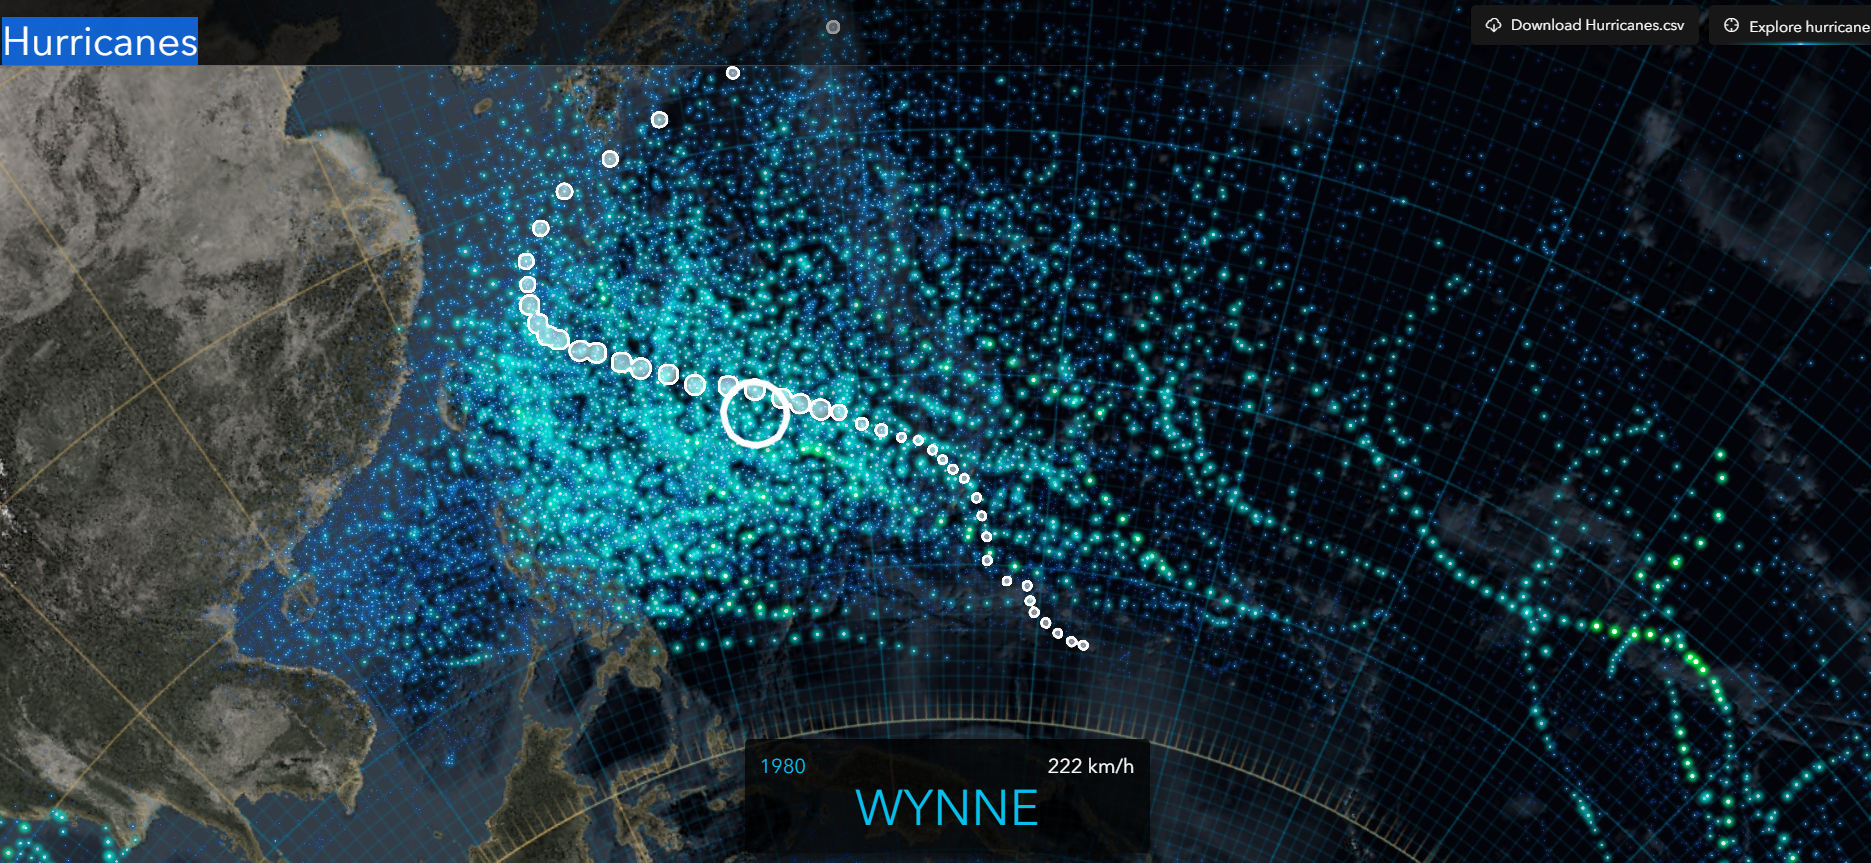 Hurricanes
Download Hurricanes.csv
Explore hurricane
1980
222 km/h
WYNNE